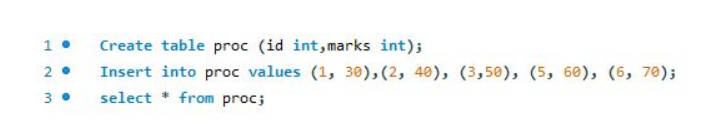 1 Create table proc (id int,marks int);
2 Insert into proc values (1, 30),(2, 40), (3,50), (5, 60), (6, 70);
3 select * from proc;